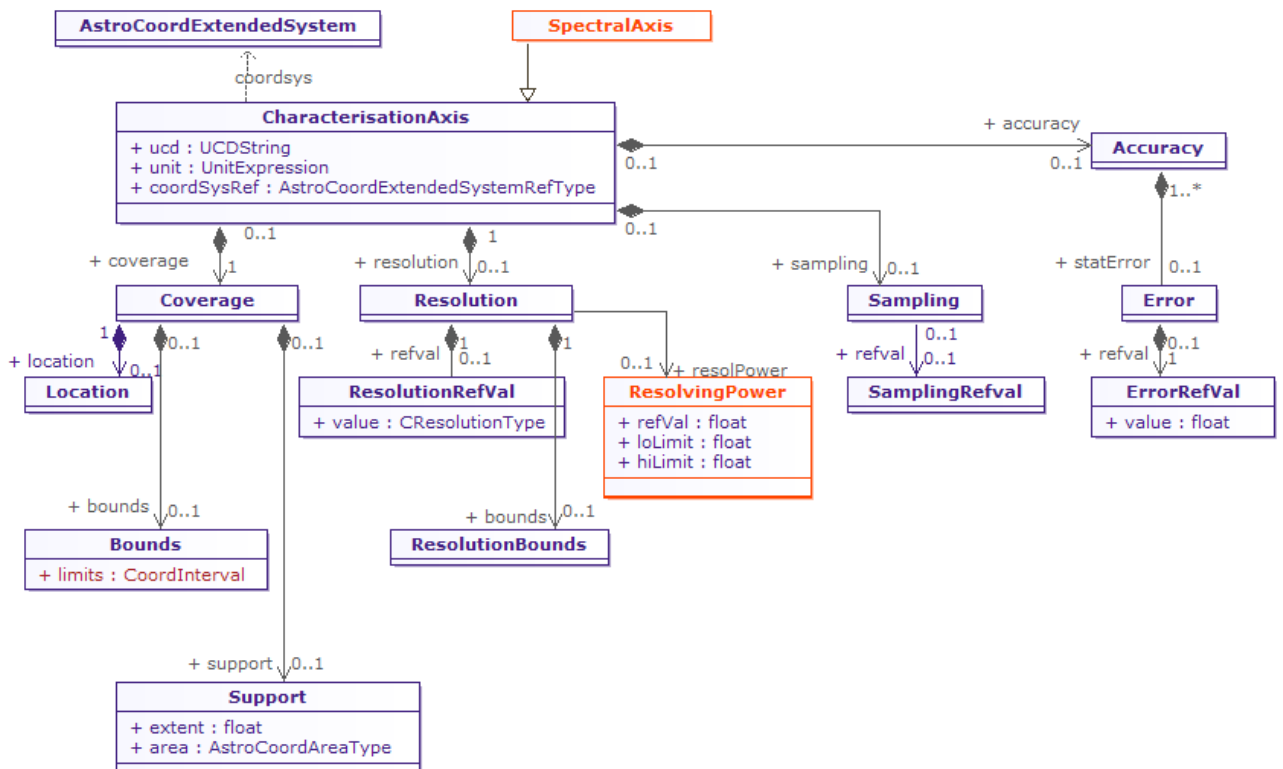 AstroCoordExtendedSystem
SpectralAxis
coordsys
CharacterisationAxis
+ ucd : UCDString
+ unit : UnitExpression
+ coordSysRef : AstroCoordExtendedSystemRefType
+ accuracy
0..1
0..1
Accuracy
1..*
0..1
0..1
1
+ coverage
1
+ resolution
0..1
+ sampling
0..1
+ statError
0..1
Coverage
Resolution
Sampling
Error
1
0..1
0..1
+ location
0..1
Location
+ refval
1
0..1
1
0..1
+ resolPower
0..1
+ refval
0..1
0..1
+ refval
1
ResolutionRefVal
+ value : CResolutionType
ResolvingPower
+ refVal : float
+ loLimit : float
+ hiLimit : float
SamplingRefval
ErrorRefVal
+ value : float
+ bounds
0..1
+ bounds
0..1
Bounds
+ limits : CoordInterval
ResolutionBounds
+ support
0..1
Support
+ extent : float
+ area : AstroCoordAreaType